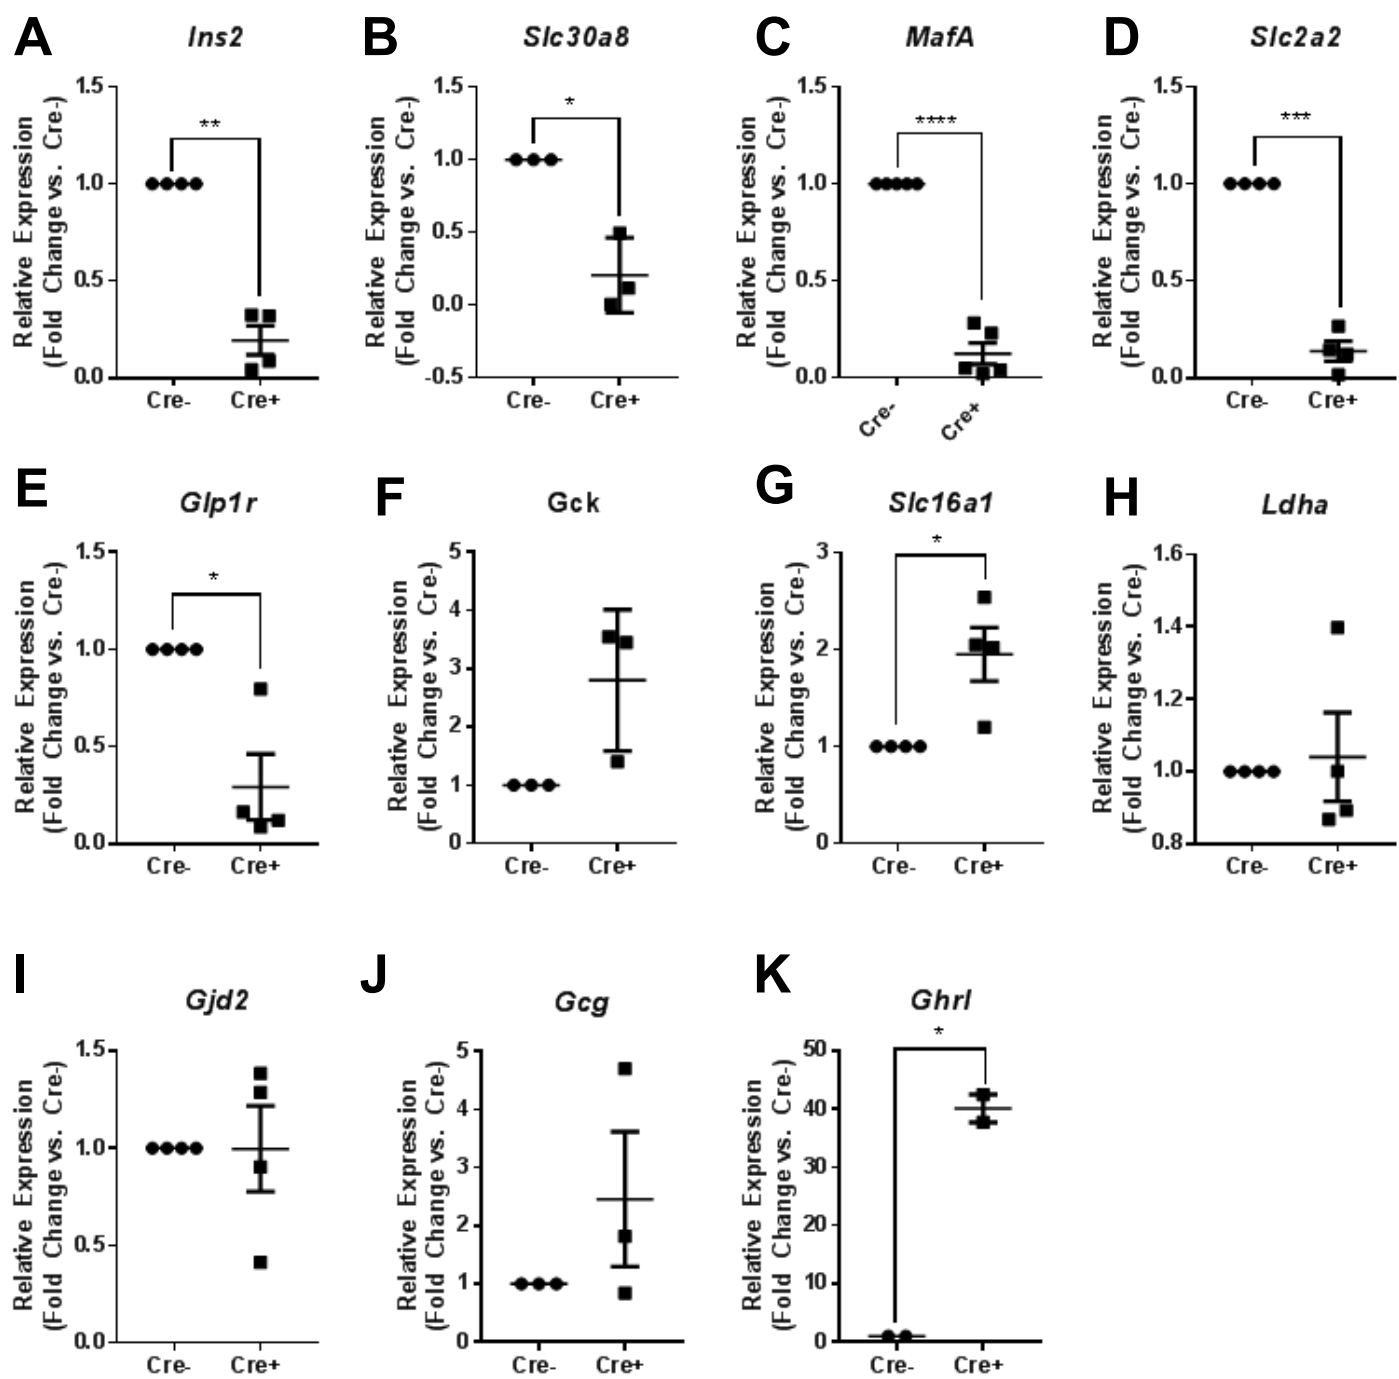 A
Ins2
Relative Expression
(Fold Change vs. Cre-)
1.5
1.0
0.5
0.0
**
Cre-
Cre+
B
Slc30a8
Relative Expression
(Fold Change vs. Cre-)
1.5
1.0
0.5
0.0
-0.5
*
Cre-
Cre+
C
MafA
Relative Expression
(Fold Change vs. Cre-)
1.5
1.0
0.5
0.0
****
Cre-
Cre+
D
Slc2a2
Relative Expression
(Fold Change vs. Cre-)
1.5
1.0
0.5
0.0
***
Cre-
Cre+
E
Glp1r
Relative Expression
(Fold Change vs. Cre-)
1.5
1.0
0.5
0.0
*
Cre-
Cre+
F
Gck
Relative Expression
(Fold Change vs. Cre-)
5
4
3
2
1
0
Cre-
Cre+
G
Slc16a1
Relative Expression
(Fold Change vs. Cre-)
3
2
1
0
*
Cre-
Cre+
H
Ldha
Relative Expression
(Fold Change vs. Cre-)
1.6
1.4
1.2
1.0
0.8
Cre-
Cre+
I
Gjd2
Relative Expression
(Fold Change vs. Cre-)
1.5
1.0
0.5
0.0
Cre-
Cre+
J
Gcg
Relative Expression
(Fold Change vs. Cre-)
5
4
3
2
1
0
Cre-
Cre+
K
Ghrl
Relative Expression
(Fold Change vs. Cre-)
50
40
30
20
10
0
*
Cre-
Cre+